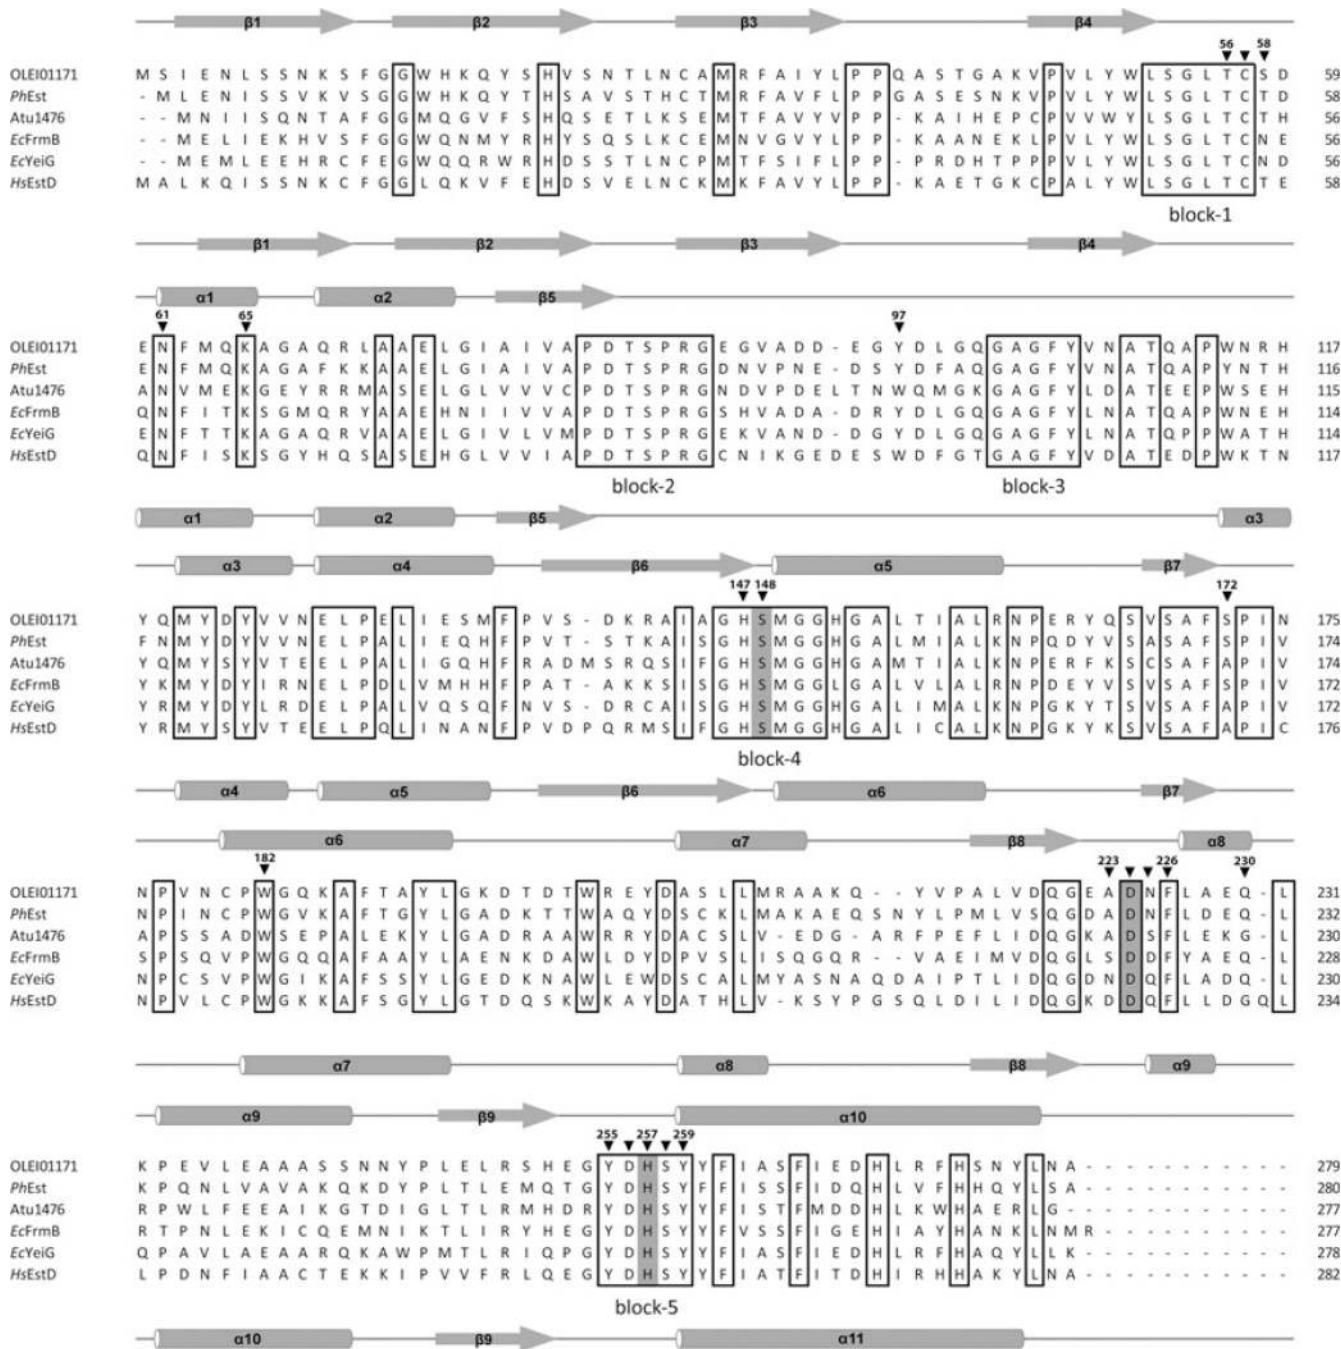 β1 β2 β3 β4
56 58
OLEI01171 M S I E N L S S N K S F G G W H K Q Y S H V S N T L N C A M R F A I Y L P P Q A S T G A K V P V L Y W L S G L T C S D 59
PhEst - M L E N I S S V K V S G G W H K Q Y T H S A V S T H C T M R F A V F L P P G A S E S N K V P V L Y W L S G L T C T D 58
Atu1476 - - M N I I S Q N T A F G G M Q G V F S H Q S E T L K S E M T F A V Y V P P - K A I H E P C P V V W Y L S G L T C T H 56
EcFrmB - - M E L I E K H V S F G G W Q N M Y R H Y S Q S L K C E M N V G V Y L P P - K A A N E K L P V L Y W L S G L T C N E 56
EcYeiG - - M E M L E E H R C F E G W Q Q R W R H D S S T L N C P M T F S I F L P P - P R D H T P P P V L Y W L S G L T C N D 56
HsEstD M A L K Q I S S N K C F G G L Q K V F E H D S V E L N C K M K F A V Y L P P - K A E T G K C P A L Y W L S G L T C T E 58
block-1
β1 β2 β3 β4
α1 α2 β5
61 65 97
OLEI01171 E N F M Q K A G A Q R L A A E L G I A I V A P D T S P R G E G V A D D - E G Y D L G Q G A G F Y V N A T Q A P W N R H 117
PhEst E N F M Q K A G A F K K A A E L G I A I V A P D T S P R G D N V P N E - D S Y D F A Q G A G F Y V N A T Q A P Y N T H 116
Atu1476 A N V M E K G E Y R R M A S E L G L V V V C P D T S P R G N D V P D E L T N W Q M G K G A G F Y L D A T E E P W S E H 115
EcFrmB Q N F I T K S G M Q R Y A A E H N I I V V A P D T S P R G S H V A D A - D R Y D L G Q G A G F Y L N A T Q A P W N E H 114
EcYeiG E N F T T K A G A Q R V A A E L G I V L V M P D T S P R G E K V A N D - D G Y D L G Q G A G F Y L N A T Q P P W A T H 114
HsEstD Q N F I S K S G Y H Q S A S E H G L V V I A P D T S P R G C N I K G E D E S W D F G T G A G F Y V D A T E D P W K T N 117
block-2 block-3
α1 α2 β5 α3
α3 α4 β6 α5 β7
147 148 172
OLEI01171 Y Q M Y D Y V V N E L P E L I E S M F P V S - D K R A I A G H S M G G H G A L T I A L R N P E R Y Q S V S A F S P I N 175
PhEst F N M Y D Y V V N E L P A L I E Q H F P V T - S T K A I S G H S M G G H G A L M I A L K N P Q D Y V S A S A F S P I N 174
Atu1476 Y Q M Y S Y V T E E L P A L I G Q H F R A D M S R Q S I F G H S M G G H G A M T I A L K N P E R F K S C S A F A P I V 174
EcFrmB Y K M Y D Y I R N E L P D L V M H H F P A T - A K K S I S G H S M G G L G A L V L A L R N P D E Y V S V S A F S P I V 172
EcYeiG Y R M Y D Y L R D E L P A L V Q S Q F N V S - D R C A I S G H S M G G H G A L I M A L K N P G K Y T S V S A F A P I V 172
HsEstD Y R M Y S Y V T E E L P Q L I N A N F P V D P Q R M S I F G H S M G G H G A L I C A L K N P G K Y K S V S A F A P I C 176
block-4
α4 α5 β6 α6 β7
α6 α7 β8 α8
182 223 226 230
OLEI01171 N P V N C P W G Q K A F T A Y L G K D T D T W R E Y D A S L L M R A A K Q - - Y V P A L V D Q G E A D N F L A E Q - L 231
PhEst N P I N C P W G V K A F T G Y L G A D K T T W A Q Y D S C K L M A K A E Q S N Y L P M L V S Q G D A D N F L D E Q - L 232
Atu1476 A P S S A D W S E P A L E K Y L G A D R A A W R R Y D A C S L V - E D G - A R F P E F L I D Q G K A D S F L E K G - L 230
EcFrmB S P S Q V P W G Q Q A F A A Y L A E N K D A W L D Y D P V S L I S Q G Q R - - V A E I M V D Q G L S D D F Y A E Q - L 228
EcYeiG N P C S V P W G I K A F S S Y L G E D K N A W L E W D S C A L M Y A S N A Q D A I P T L I D Q G D N D Q F L A D Q - L 230
HsEstD N P V L C P W G K K A F S G Y L G T D Q S K W K A Y D A T H L V - K S Y P G S Q L D I L I D Q G K D D Q F L L D G Q L 234
α7 α8 β8 α9
α9 β9 α10
255 257 259
OLEI01171 K P E V L E A A A S S N N Y P L E L R S H E G Y D H S Y Y F I A S F I E D H L R F H S N Y L N A - - - - - - - - - - 279
PhEst K P Q N L V A V A K Q K D Y P L T L E M Q T G Y D H S Y F F I S S F I D Q H L V F H H Q Y L S A - - - - - - - - - - 280
Atu1476 R P W L F E E A I K G T D I G L T L R M H D R Y D H S Y Y F I S T F M D D H L K W H A E R L G - - - - - - - - - - - 277
EcFrmB R T P N L E K I C Q E M N I K T L I R Y H E G Y D H S Y Y F V S S F I G E H I A Y H A N K L N M R - - - - - - - - - 277
EcYeiG Q P A V L A E A A R Q K A W P M T L R I Q P G Y D H S Y Y F I A S F I E D H L R F H A Q Y L L K - - - - - - - - - - 278
HsEstD L P D N F I A A C T E K K I P V V F R L Q E G Y D H S Y Y F I A T F I T D H I R H H A K Y L N A - - - - - - - - - - 282
block-5
α10 β9 α11